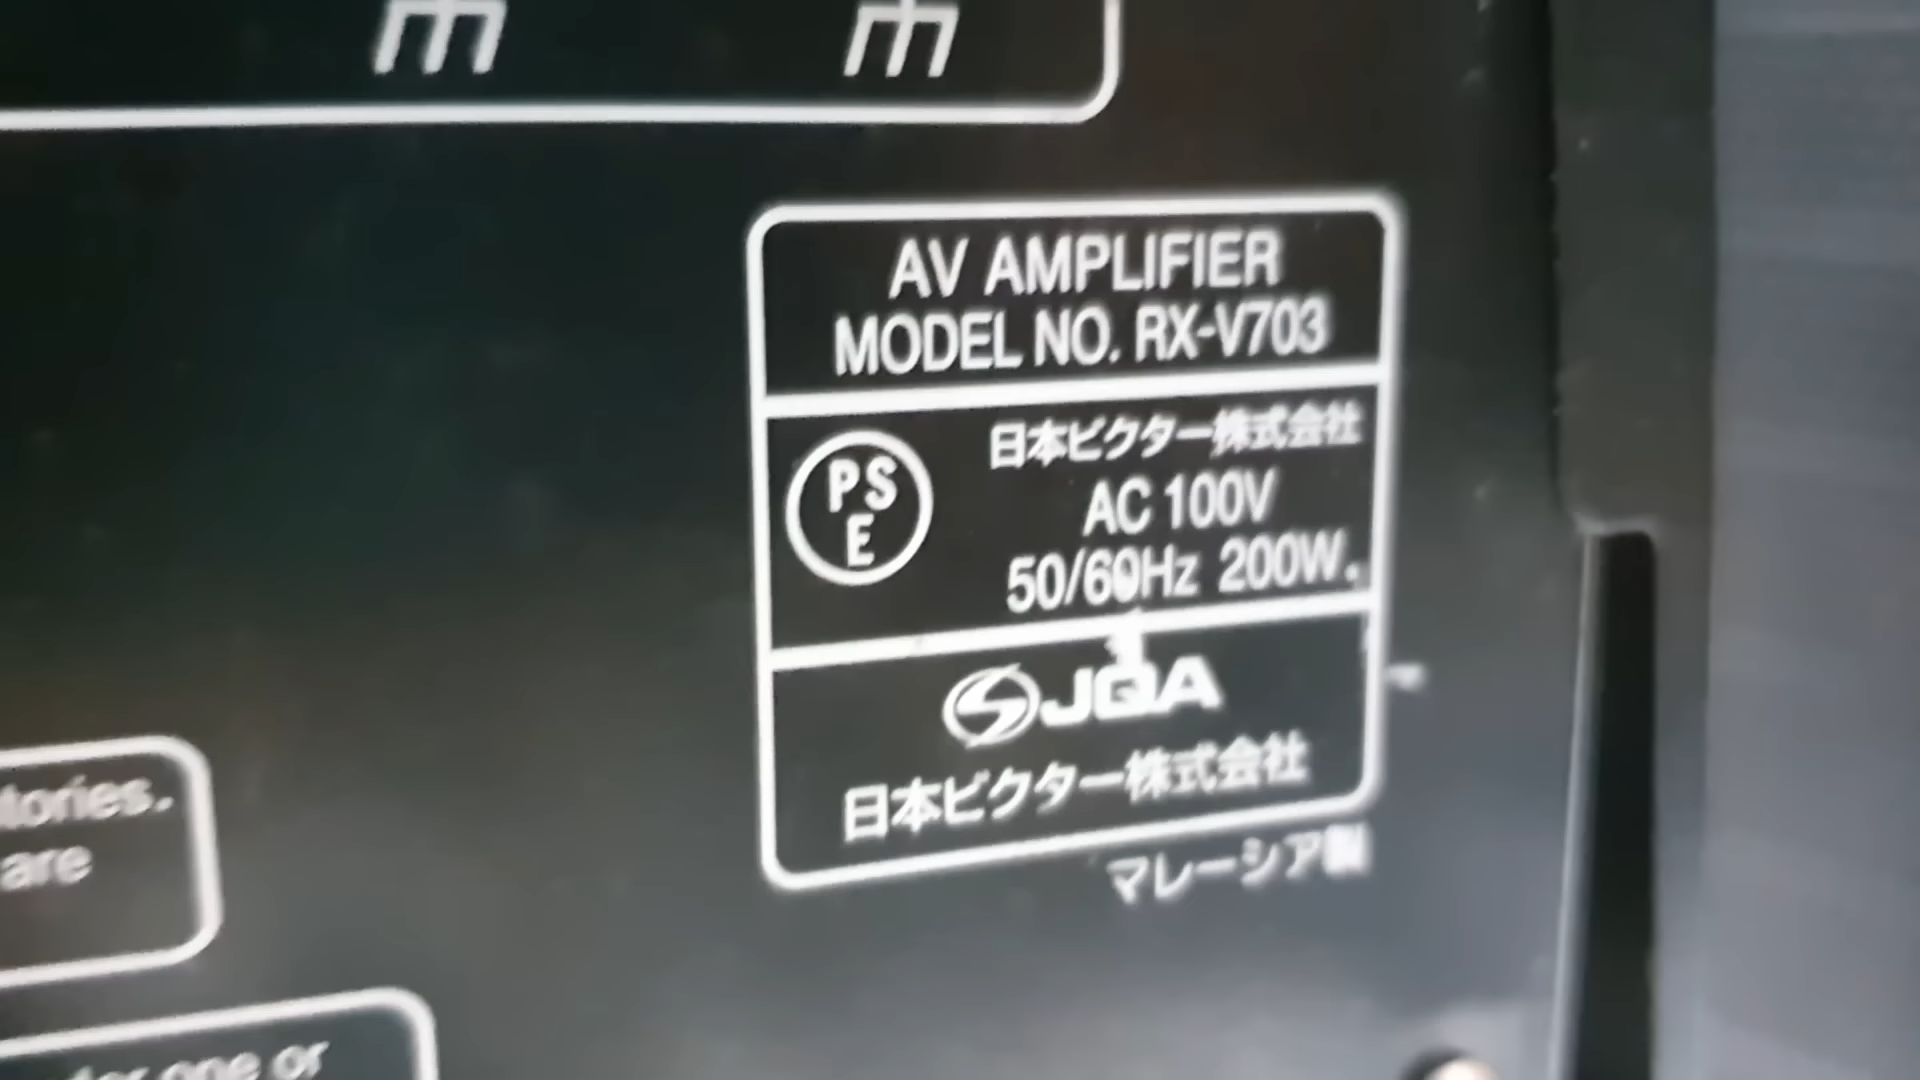 AV AMPLIFIER
MODEL NO. RX-V703
PS
E
日本ビクター株式会社
AC 100V
50/60Hz 200W.
JQA
日本ビクター株式会社
マレーシア製
tories.
are
one or